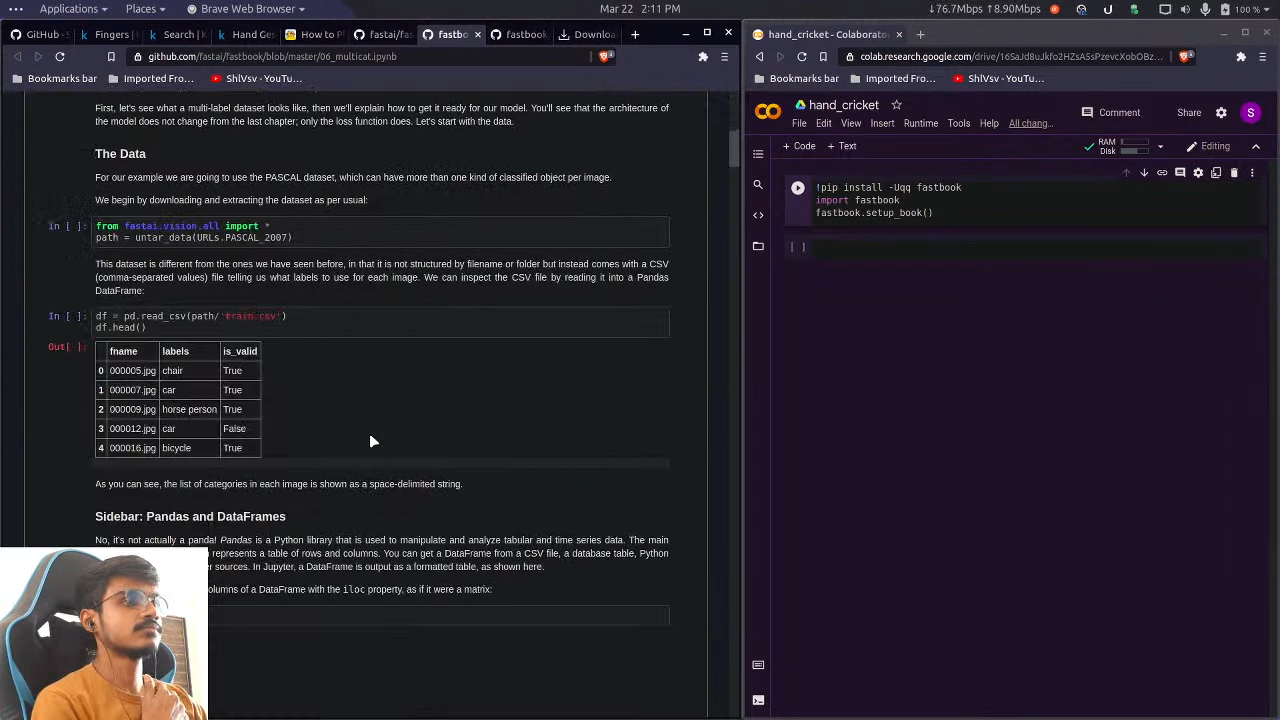 Applications
Places
Brave Web Browser
Mar 22 2:11 PM
↓76.7Mbps ↑8.90Mbps
100 %
GitHub
Fingers |
K
Hand Ges
How to P
fastai/fas
fastbo
fastbook
Downloa
hand_cricket - Colaborato
github.com/fastai/fastbook/blob/master/06_multicat.ipynb
Bookmarks bar
Imported Fro...
ShlVsv - YouTu...
Bookmarks bar
Imported Fro...
ShlVsv - YouTu...
First, let's see what a multi-label dataset looks like, then we'll explain how to get it ready for our model. You'll see that the architecture of
the model does not change from the last chapter; only the loss function does. Let's start with the data.
The Data
For our example we are going to use the PASCAL dataset, which can have more than one kind of classified object per image.
We begin by downloading and extracting the dataset as per usual:
In [ ]: from fastai.vision.all import *
path = untar_data(URLs.PASCAL_2007)
This dataset is different from the ones we have seen before, in that it is not structured by filename or folder but instead comes with a CSV
(comma-separated values) file telling us what labels to use for each image. We can inspect the CSV file by reading it into a Pandas
DataFrame:
In [ ]: df = pd.read_csv(path/'train.csv')
df.head()
Out[ ]:
fname labels is_valid
0 000005.jpg chair True
1 000007.jpg car True
2 000009.jpg horse person True
3 000012.jpg car False
4 000016.jpg bicycle True
As you can see, the list of categories in each image is shown as a space-delimited string.
Sidebar: Pandas and DataFrames
No, it's not actually a panda! Pandas is a Python library that is used to manipulate and analyze tabular and time series data. The main
represents a table of rows and columns. You can get a DataFrame from a CSV file, a database table, Python
er sources. In Jupyter, a DataFrame is output as a formatted table, as shown here.
olumns of a DataFrame with the iloc property, as if it were a matrix:
hand_cricket
Comment
Share
S
File Edit View Insert Runtime Tools Help All chang...
+ Code + Text
RAM
Disk
Editing
!pip install -Uqq fastbook
import fastbook
fastbook.setup_book()
[ ]